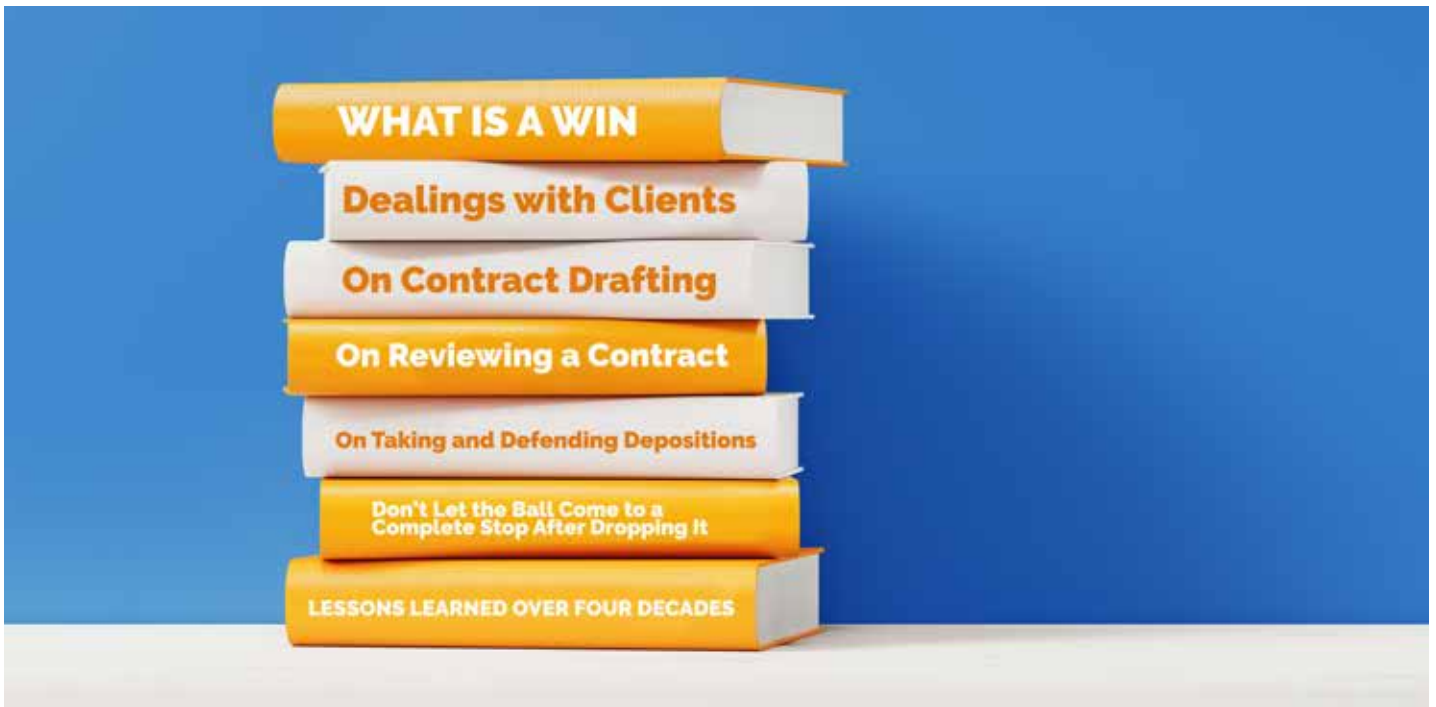 WHAT IS A WIN
Dealings with Clients
On Contract Drafting
On Reviewing a Contract
On Taking and Defending Depositions
Don't Let the Ball Come to a
Complete Stop After Dropping It
LESSONS LEARNED OVER FOUR DECADES